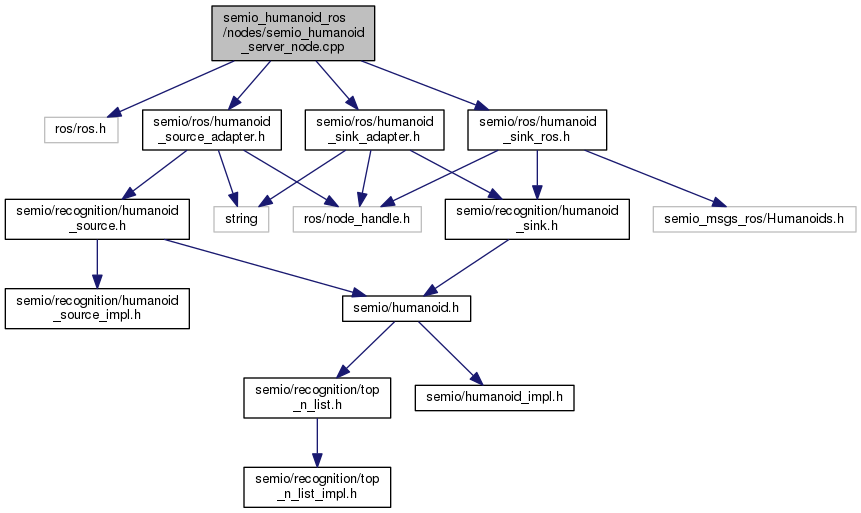 semio_humanoid_ros
/nodes/semio_humanoid
_server_node.cpp
ros/ros.h
semio/ros/humanoid
_source_adapter.h
semio/ros/humanoid
_sink_adapter.h
semio/ros/humanoid
_sink_ros.h
semio/recognition/humanoid
_source.h
string
ros/node_handle.h
semio/recognition/humanoid
_sink.h
semio_msgs_ros/Humanoids.h
semio/recognition/humanoid
_source_impl.h
semio/humanoid.h
semio/recognition/top
_n_list.h
semio/humanoid_impl.h
semio/recognition/top
_n_list_impl.h